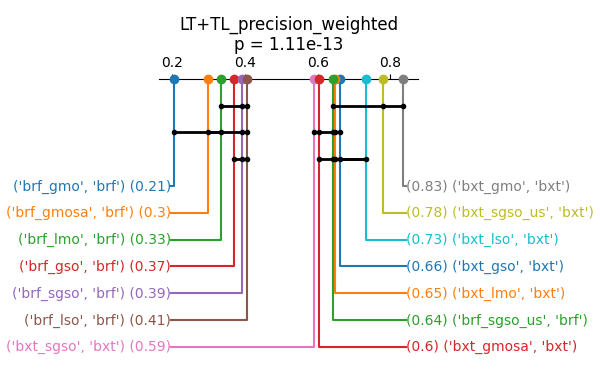 LT+TL_precision_weighted
p = 1.11e-13
0.2 0.4 0.6 0.8
('brf_gmo', 'brf') (0.21) (0.83) ('bxt_gmo', 'bxt')
('brf_gmosa', 'brf') (0.3) (0.78) ('bxt_sgso_us', 'bxt')
('brf_lmo', 'brf') (0.33) (0.73) ('bxt_lso', 'bxt')
('brf_gso', 'brf') (0.37) (0.66) ('bxt_gso', 'bxt')
('brf_sgso', 'brf') (0.39) (0.65) ('bxt_lmo', 'bxt')
('brf_lso', 'brf') (0.41) (0.64) ('brf_sgso_us', 'brf')
('bxt_sgso', 'bxt') (0.59) (0.6) ('bxt_gmosa', 'bxt')